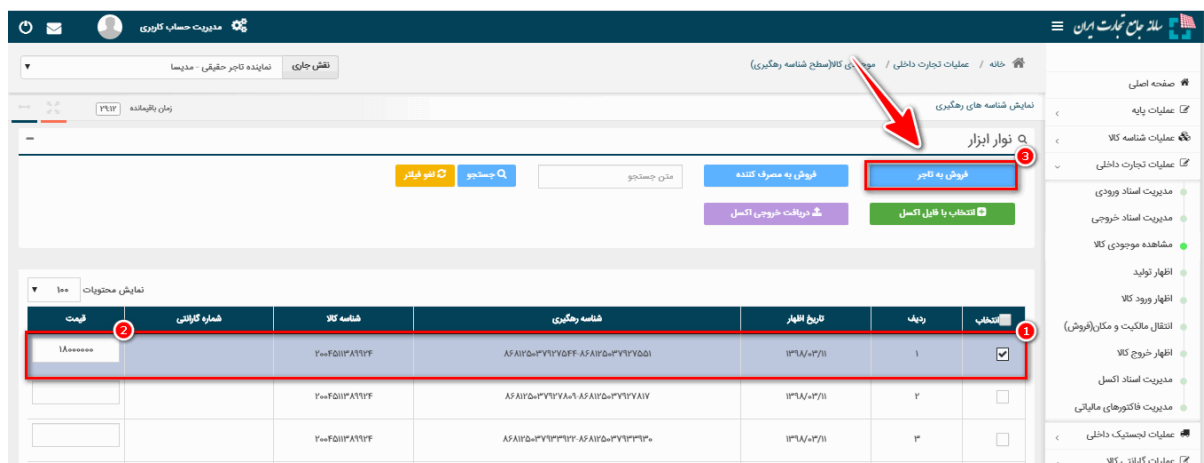 سامانه جامع تجارت ایران
مدیریت حساب کاربری
خانه / عملیات تجارت داخلی / موجودی کالا(سطح شناسه رهگیری)
نقش جاری نماینده تاجر حقیقی - مدیسا
نمایش شناسه های رهگیری
زمان باقیمانده ۲۹:۱۲
نوار ابزار
3
فروش به تاجر
فروش به مصرف کننده
متن جستجو
جستجو
لغو فیلتر
انتخاب با فایل اکسل
دریافت خروجی اکسل
نمایش محتویات ۱۰۰
انتخاب ردیف تاریخ اظهار شناسه رهگیری شناسه کالا شماره گارانتی قیمت
1
2
۱ ۱۳۹۸/۰۳/۱۱ ۸۶۸۱۲۵۰۳۷۹۲۷۵۴۴-۸۶۸۱۲۵۰۳۷۹۲۷۵۵۱ ۲۰۰۴۵۱۱۳۸۹۹۲۴ ۱۸۰۰۰۰۰۰
۲ ۱۳۹۸/۰۳/۱۱ ۸۶۸۱۲۵۰۳۷۹۲۷۸۰۹-۸۶۸۱۲۵۰۳۷۹۲۷۸۱۷ ۲۰۰۴۵۱۱۳۸۹۹۲۴
۳ ۱۳۹۸/۰۳/۱۱ ۸۶۸۱۲۵۰۳۷۹۳۳۹۲۲-۸۶۸۱۲۵۰۳۷۹۳۳۹۳۰ ۲۰۰۴۵۱۱۳۸۹۹۲۴
صفحه اصلی
عملیات پایه
عملیات شناسه کالا
عملیات تجارت داخلی
مدیریت اسناد ورودی
مدیریت اسناد خروجی
مشاهده موجودی کالا
اظهار تولید
اظهار ورود کالا
انتقال مالکیت و مکان(فروش)
اظهار خروج کالا
مدیریت اسناد اکسل
مدیریت فاکتورهای مالیاتی
عملیات لجستیک داخلی
عملیات گارانتی کالا